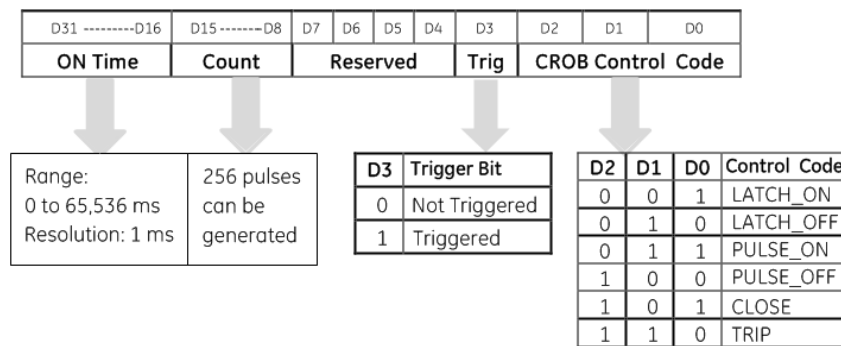 D31 ---------D16 D15 -------D8 D7 D6 D5 D4 D3 D2 D1 D0
ON Time Count Reserved Trig CROB Control Code
Range:
0 to 65,536 ms
Resolution: 1 ms
256 pulses
can be
generated
D3 Trigger Bit
0 Not Triggered
1 Triggered
D2 D1 D0 Control Code
0 0 1 LATCH_ON
0 1 0 LATCH_OFF
0 1 1 PULSE_ON
1 0 0 PULSE_OFF
1 0 1 CLOSE
1 1 0 TRIP